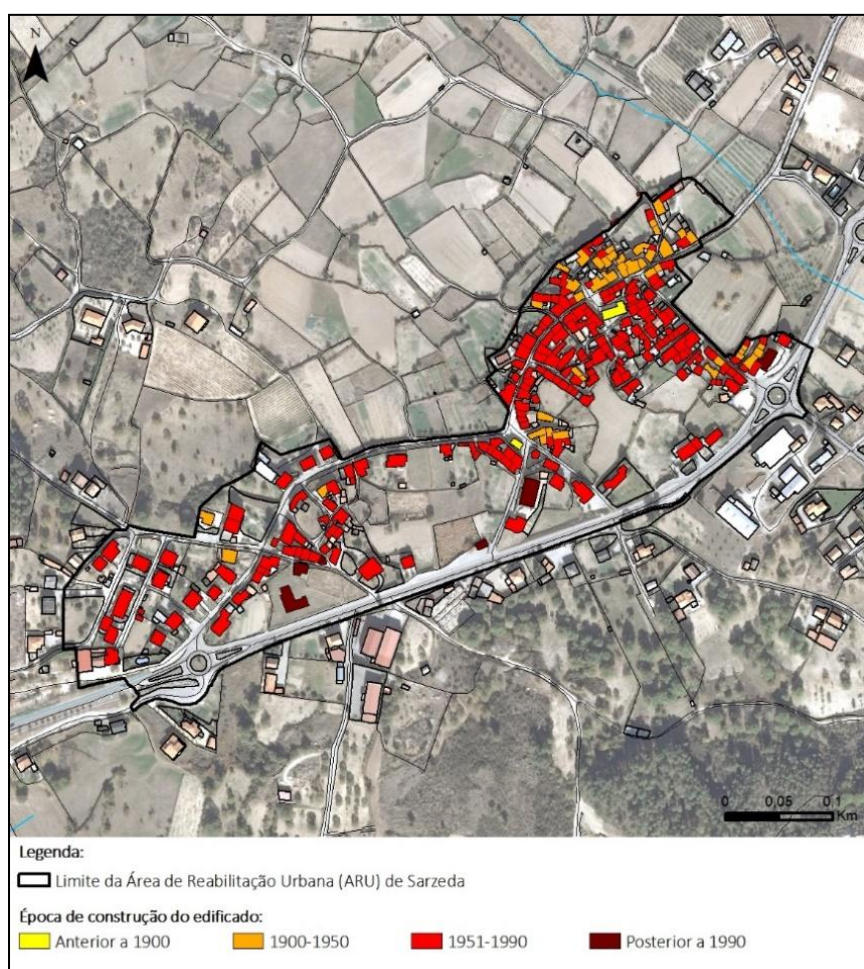 N
0 0,05 0,1
Km
Legenda:
Limite da Área de Reabilitação Urbana (ARU) de Sarzeda
Época de construção do edificado:
Anterior a 1900 1900-1950 1951-1990 Posterior a 1990